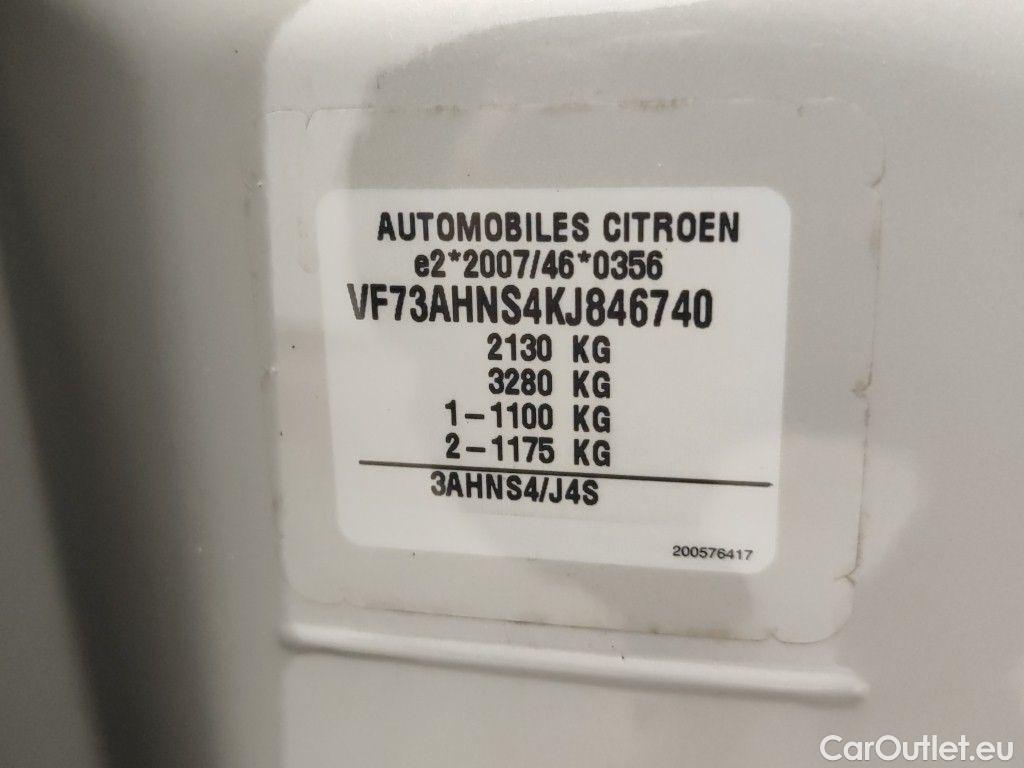 AUTOMOBILES CITROEN
e2*2007/46*0356
VF73AHNS4KJ846740
2130 KG
3280 KG
1-1100 KG
2-1175 KG
3AHNS4/J4S
200576417
CarOutlet.eu